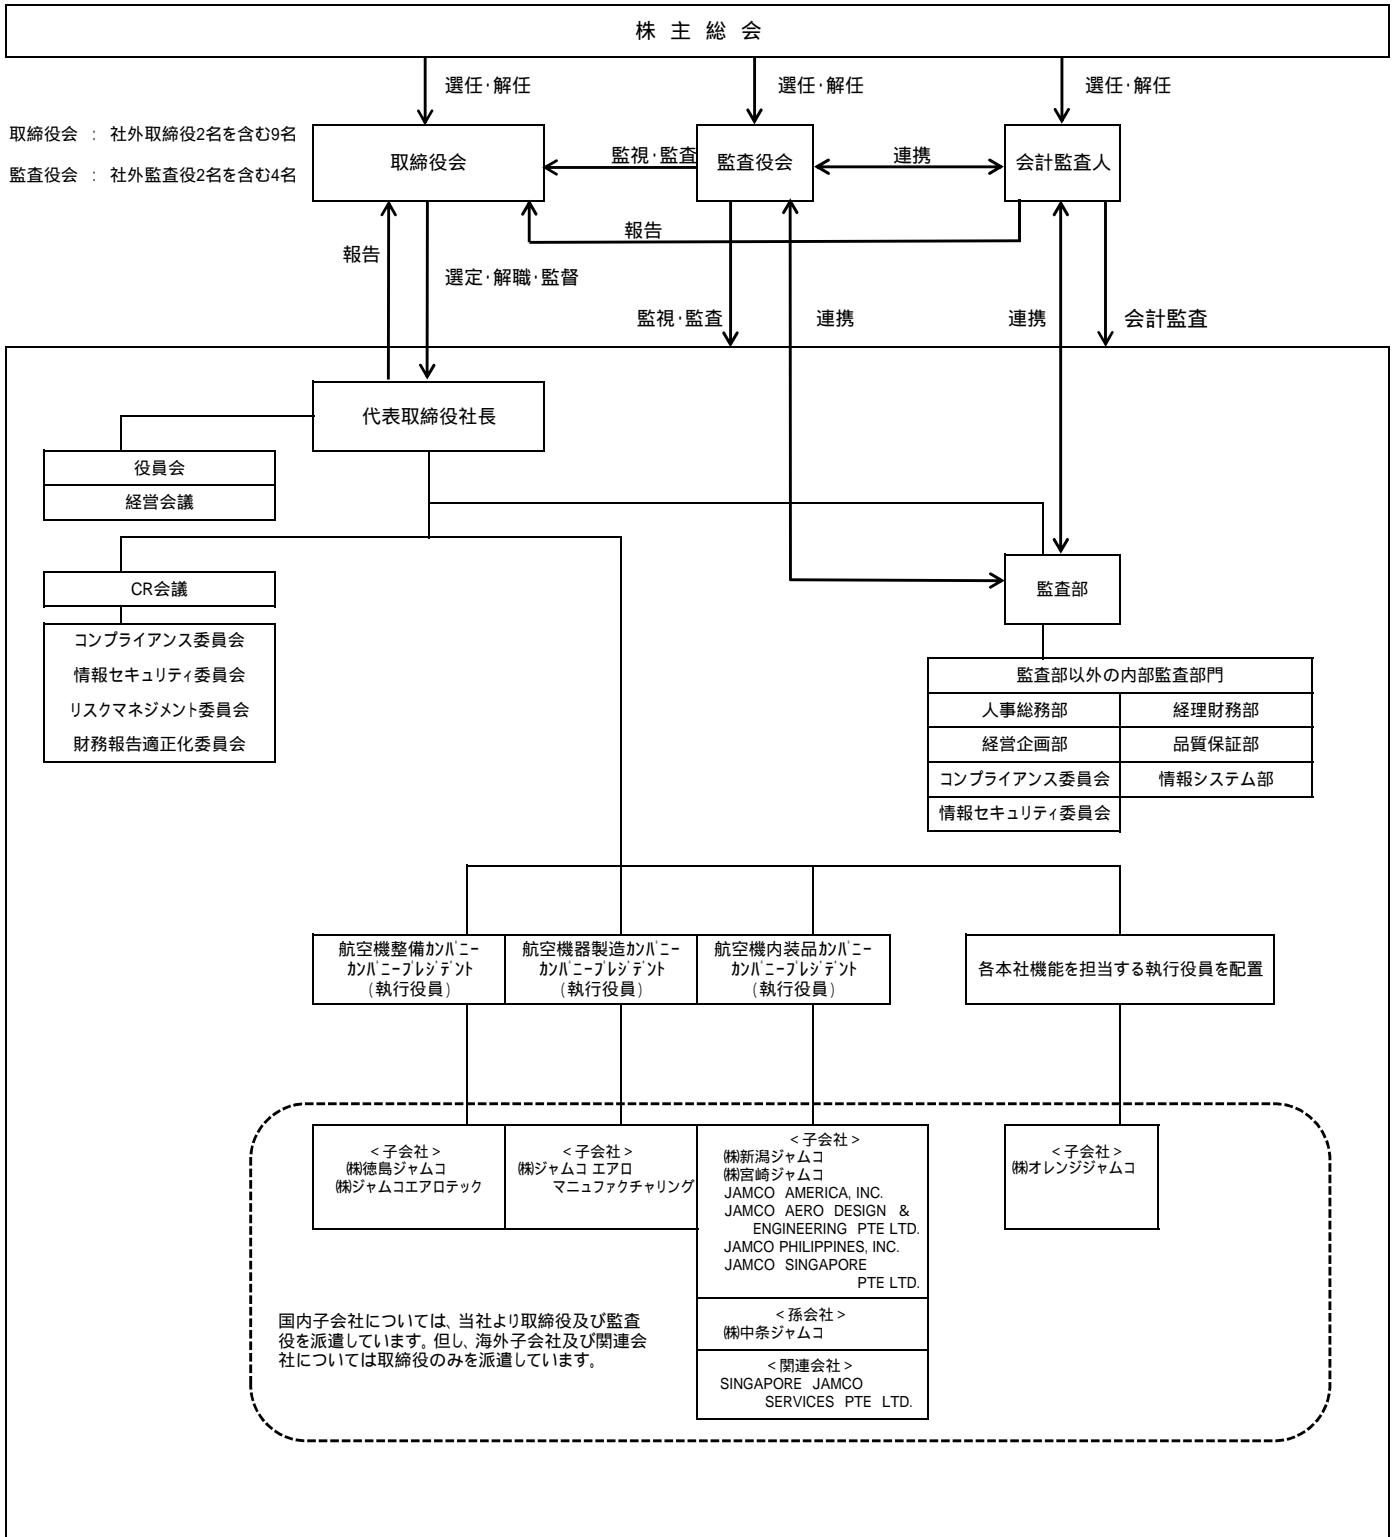 株 主 総 会
選任・解任
選任・解任
選任・解任
取締役会 : 社外取締役2名を含む9名
監査役会 : 社外監査役2名を含む4名
取締役会
監視・監査
監査役会
連携
会計監査人
報告
報告
選定・解職・監督
監視・監査
連携
連携
会計監査
代表取締役社長
役員会
経営会議
CR会議
コンプライアンス委員会
情報セキュリティ委員会
リスクマネジメント委員会
財務報告適正化委員会
監査部
監査部以外の内部監査部門
人事総務部 経理財務部
経営企画部 品質保証部
コンプライアンス委員会 情報システム部
情報セキュリティ委員会
航空機整備ｶﾝﾊﾟﾆｰ
ｶﾝﾊﾟﾆｰﾌﾟﾚｼﾞﾃﾞﾝﾄ
(執行役員)
航空機器製造ｶﾝﾊﾟﾆｰ
ｶﾝﾊﾟﾆｰﾌﾟﾚｼﾞﾃﾞﾝﾄ
(執行役員)
航空機内装品ｶﾝﾊﾟﾆｰ
ｶﾝﾊﾟﾆｰﾌﾟﾚｼﾞﾃﾞﾝﾄ
(執行役員)
各本社機能を担当する執行役員を配置
<子会社>
㈱徳島ジャムコ
㈱ジャムコエアロテック
<子会社>
㈱ジャムコ エアロ
マニュファクチャリング
<子会社>
㈱新潟ジャムコ
㈱宮崎ジャムコ
JAMCO AMERICA, INC.
JAMCO AERO DESIGN &
ENGINEERING PTE LTD.
JAMCO PHILIPPINES, INC.
JAMCO SINGAPORE
PTE LTD.
<孫会社>
㈱中条ジャムコ
<関連会社>
SINGAPORE JAMCO
SERVICES PTE LTD.
<子会社>
㈱オレンジジャムコ
国内子会社については、当社より取締役及び監査
役を派遣しています。但し、海外子会社及び関連会
社については取締役のみを派遣しています。